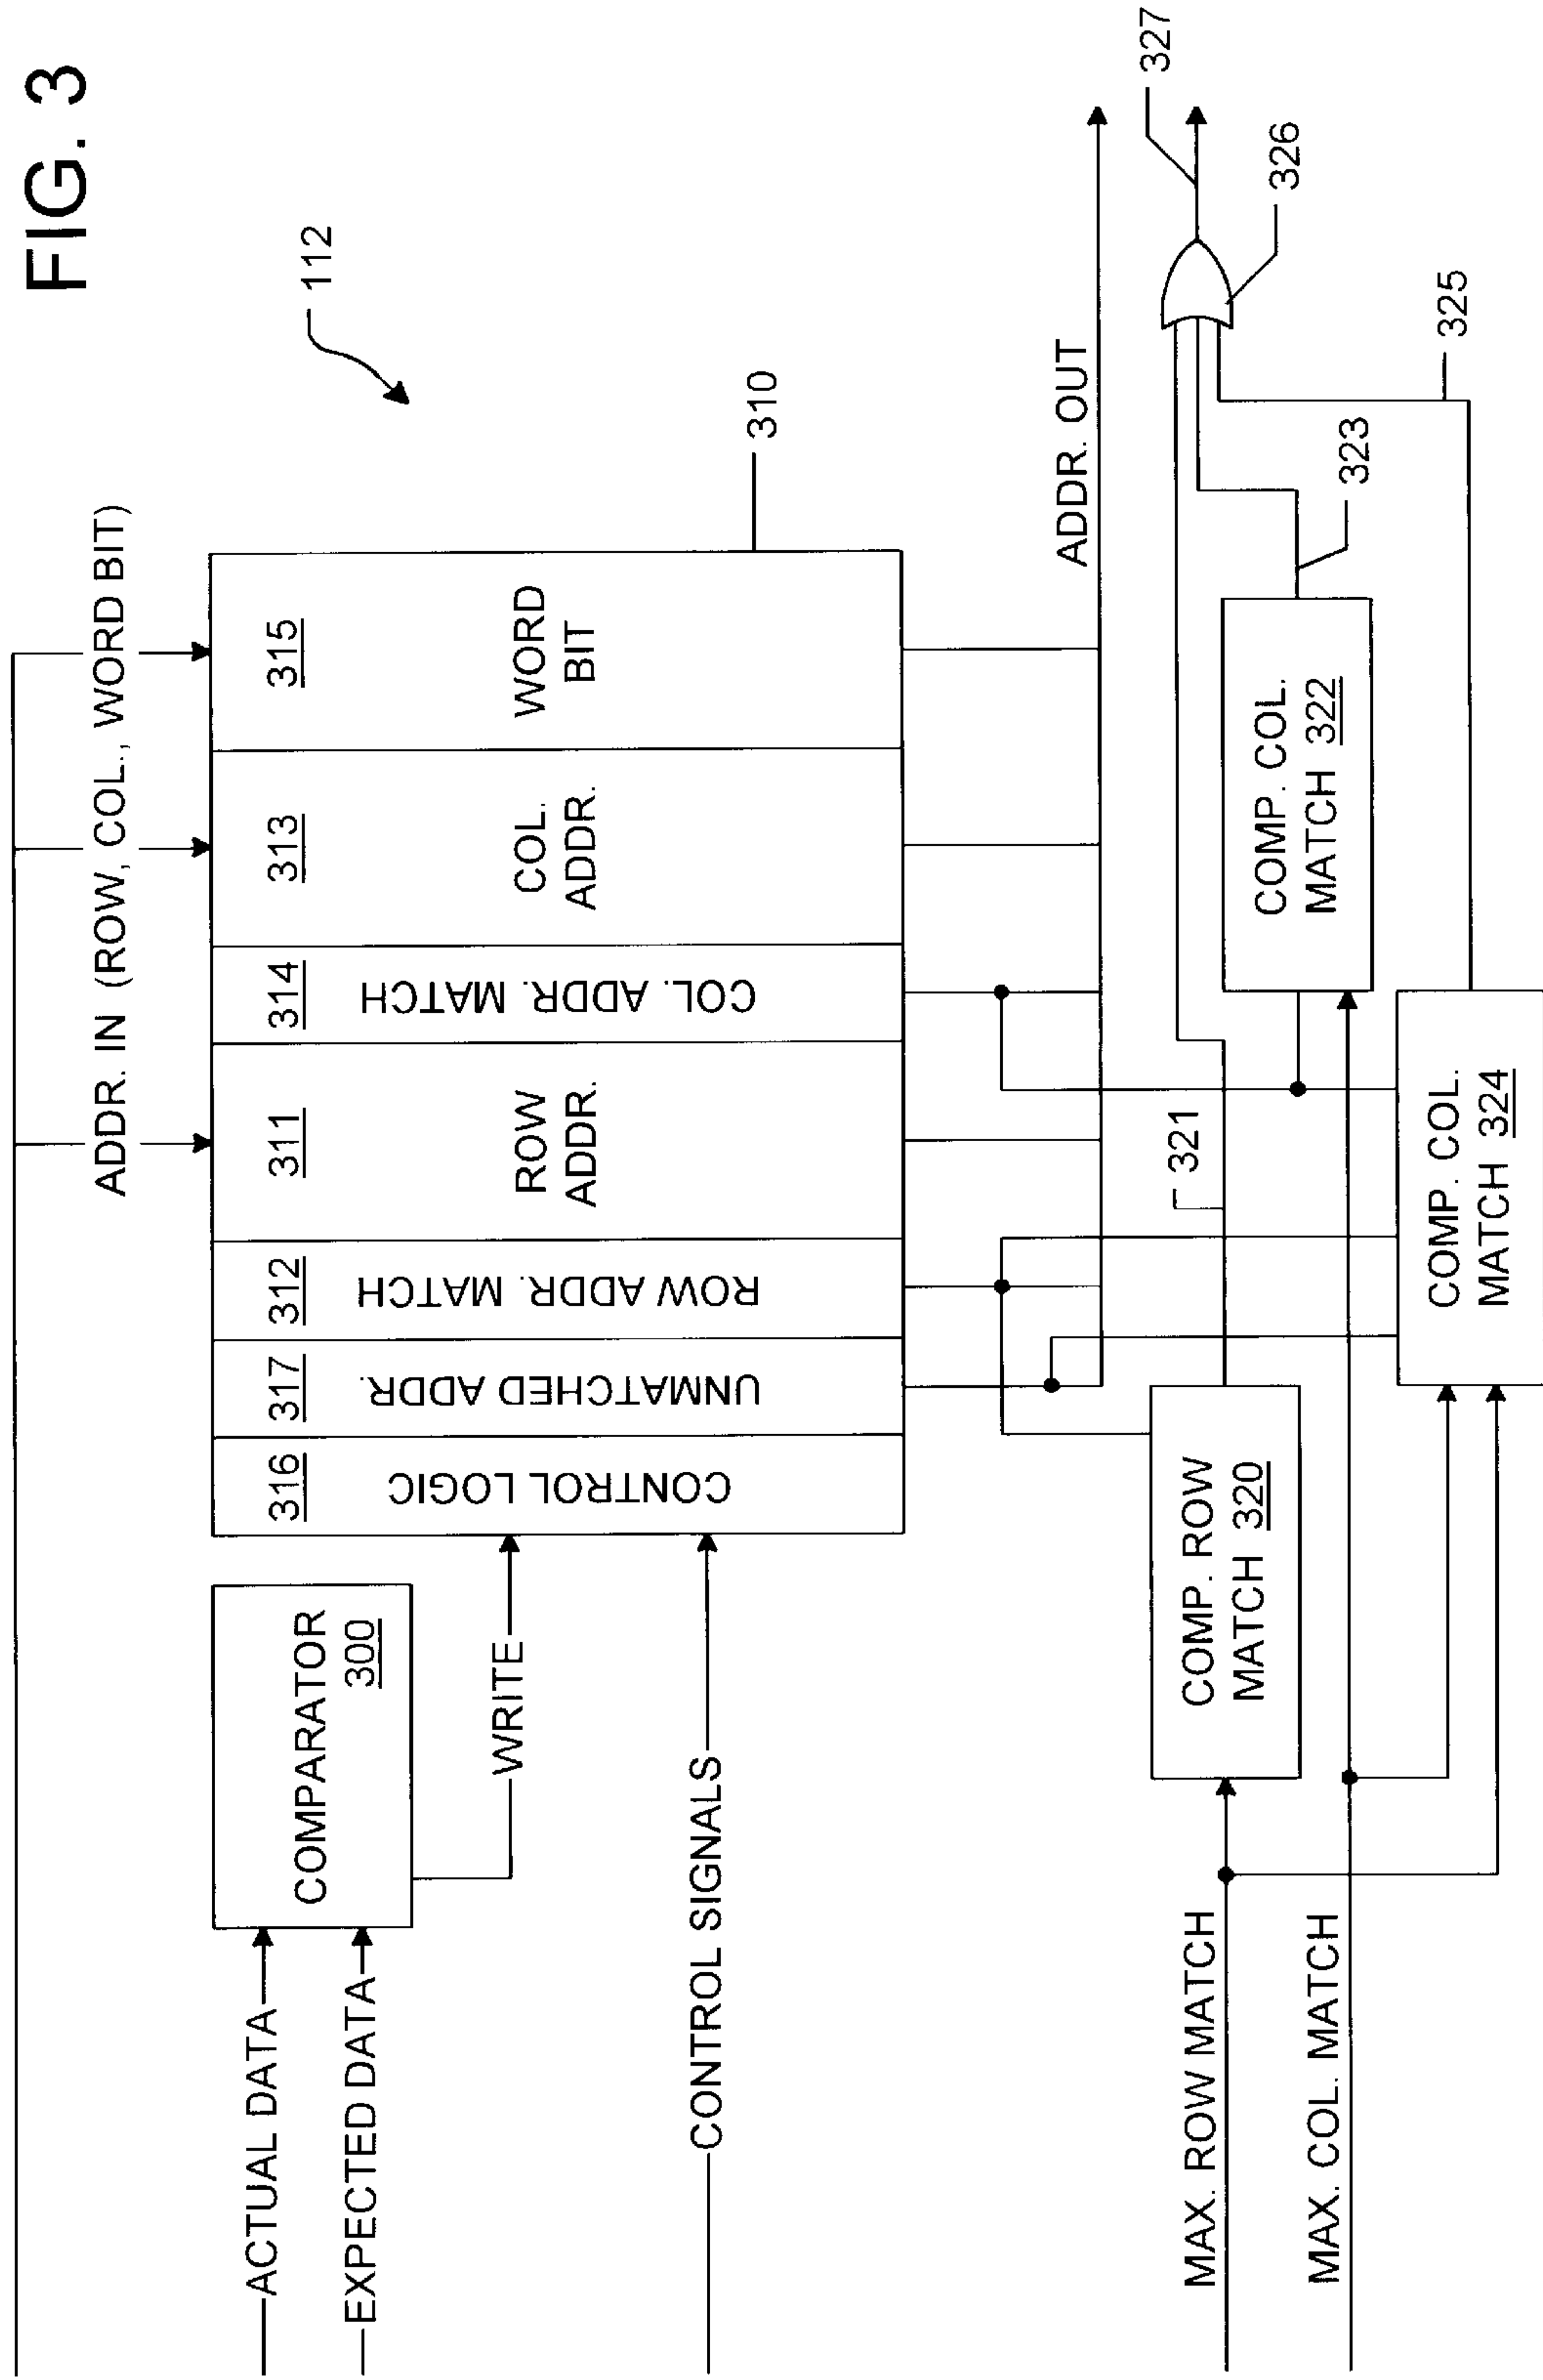 FIG. 3
112
ADDR. IN (ROW, COL., WORD BIT)
ACTUAL DATA
EXPECTED DATA
COMPARATOR
300
WRITE
CONTROL SIGNALS
316
CONTROL LOGIC
317
UNMATCHED ADDR.
312
ROW ADDR. MATCH
311
ROW
ADDR.
314
COL. ADDR. MATCH
313
COL.
ADDR.
315
WORD
BIT
310
ADDR. OUT
MAX. ROW MATCH
MAX. COL. MATCH
COMP. ROW
MATCH 320
321
COMP. COL.
MATCH 322
323
COMP. COL.
MATCH 324
325
326
327